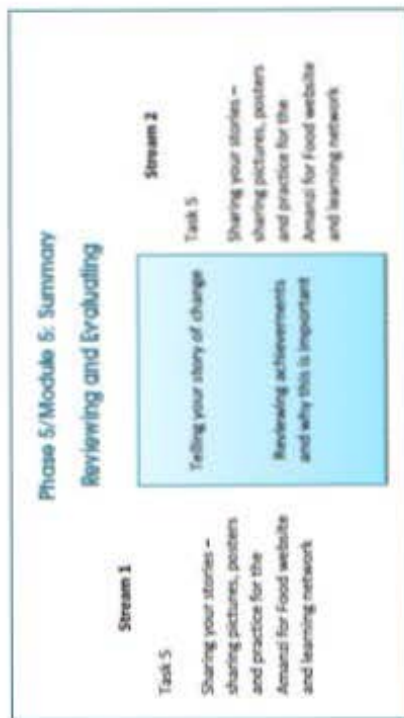 Phase 5/Module 5: Summary
Reviewing and Evaluating
Stream 1
Task 5
Sharing your stories –
sharing pictures, posters
and practice for the
Amanzi for Food website
and learning network
Telling your story of change
Reviewing achievements
and why this is important
Stream 2
Task 5
Sharing your stories –
sharing pictures, posters
and practice for the
Amanzi for Food website
and learning network